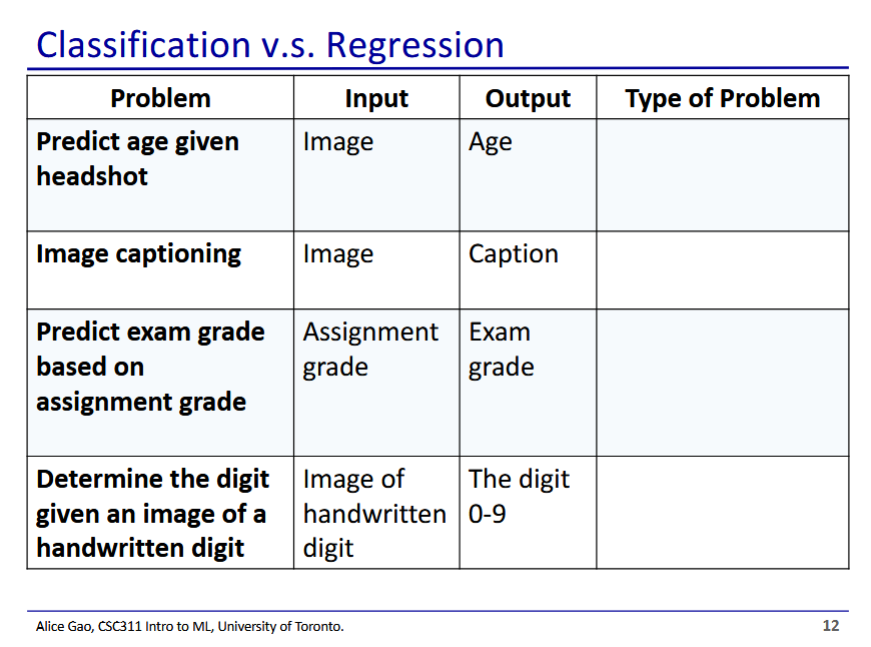 Classification v.s. Regression
Problem
Input
Output
Type of Problem
Predict age given
headshot
Image
Age
Image captioning
Image
Caption
Predict exam grade
based on
assignment grade
Assignment
grade
Exam
grade
Determine the digit
given an image of a
handwritten digit
Image of
handwritten
digit
The digit
0-9
Alice Gao, CSC311 Intro to ML, University of Toronto.
12